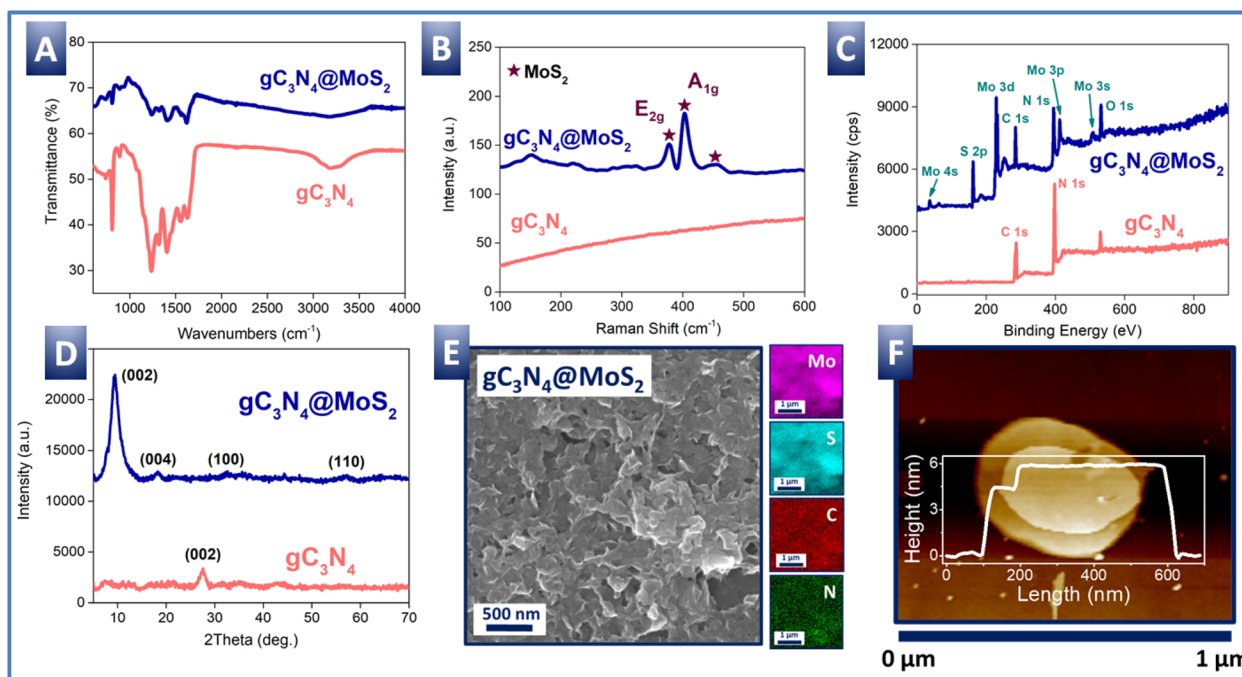 A
Transmittance (%)
80
70
60
50
40
30
gC₃N₄@MoS₂
gC₃N₄
1000 1500 2000 2500 3000 3500 4000
Wavenumbers (cm⁻¹)
B
Intensity (a.u.)
250
200
150
100
50
0
★ MoS₂
A₁g
E₂g
gC₃N₄@MoS₂
gC₃N₄
100 200 300 400 500 600
Raman Shift (cm⁻¹)
C
Intensity (cps)
12000
9000
6000
3000
0
Mo 4s
S 2p
Mo 3d
C 1s
N 1s
Mo 3p
Mo 3s
O 1s
gC₃N₄@MoS₂
C 1s
N 1s
gC₃N₄
0 200 400 600 800
Binding Energy (eV)
D
Intensity (a.u.)
20000
15000
10000
5000
0
(002)
gC₃N₄@MoS₂
(004)
(100)
(110)
(002)
gC₃N₄
10 20 30 40 50 60 70
2Theta (deg.)
E
gC₃N₄@MoS₂
500 nm
Mo
1 µm
S
1 µm
C
1 µm
N
1 µm
F
Height (nm)
6
3
0
0 200 400 600
Length (nm)
0 µm 1 µm